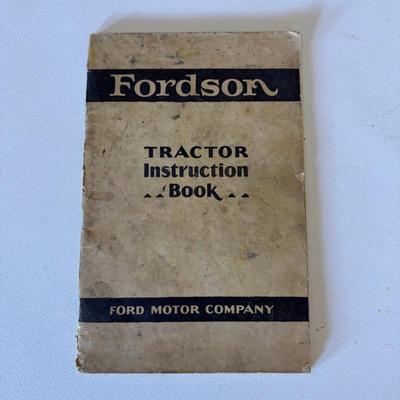 Fordson
TRACTOR
Instruction
Book
FORD MOTOR COMPANY